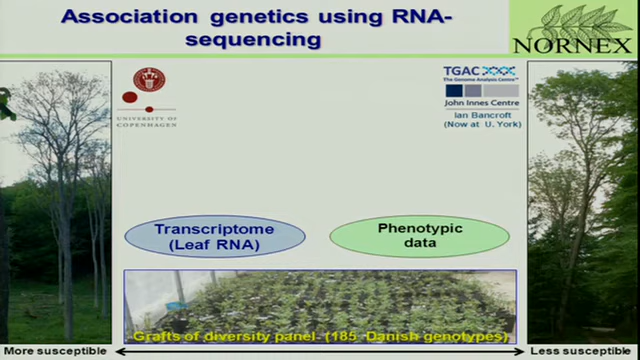 Association genetics using RNA-
sequencing
NORNEX
UNIVERSITY OF
COPENHAGEN
TGAC
The Genome Analysis Centre™
John Innes Centre
Ian Bancroft
(Now at U. York)
Transcriptome
(Leaf RNA)
Phenotypic
data
Grafts of diversity panel (185 Danish genotypes)
More susceptible
Less susceptible